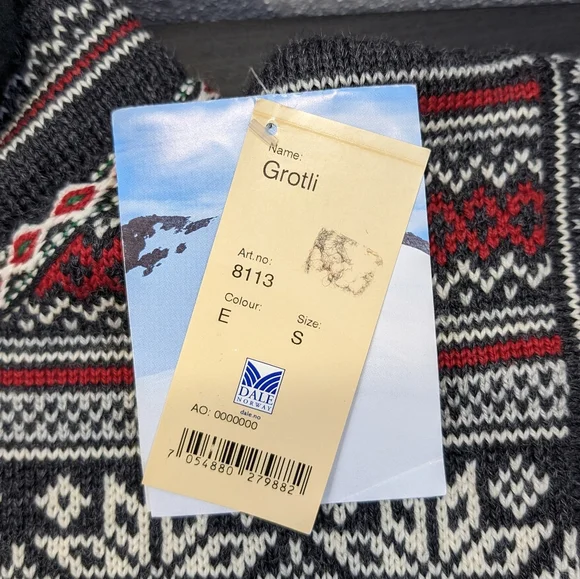 Name:
Grotli
Art.no:
8113
Colour:
E
Size:
S
DALE
NORWAY
dale.no
AO: 0000000
7 054880 279882